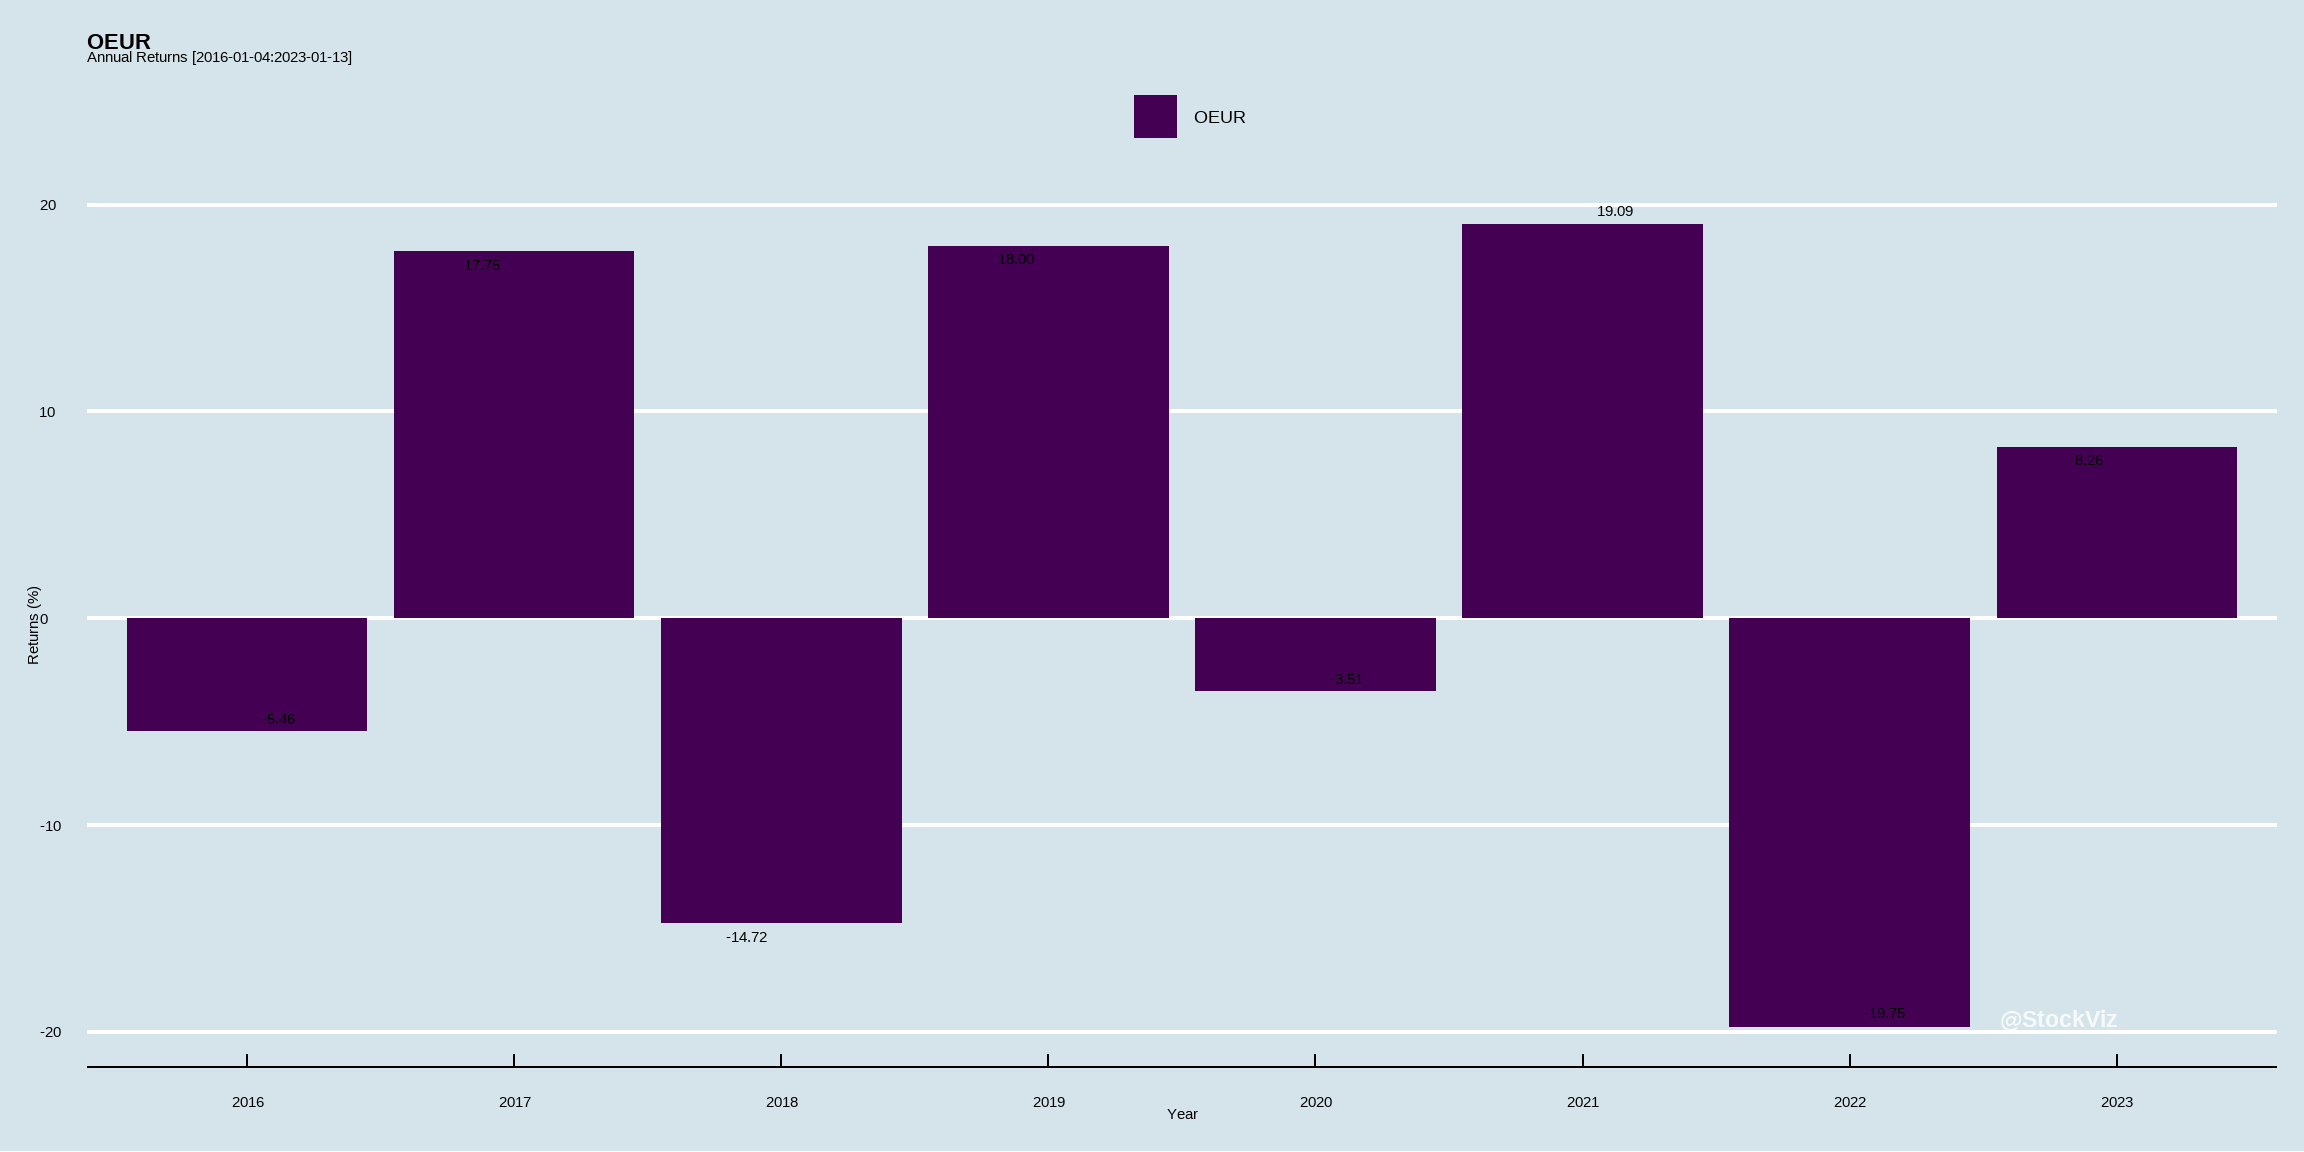 OEUR
Annual Returns [2016-01-04:2023-01-13]
OEUR
20
19.09
17.75
18.00
10
8.26
Returns (%)
0
-3.51
-5.46
-10
-14.72
-19.75
@StockViz
-20
2016 2017 2018 2019 2020 2021 2022 2023
Year